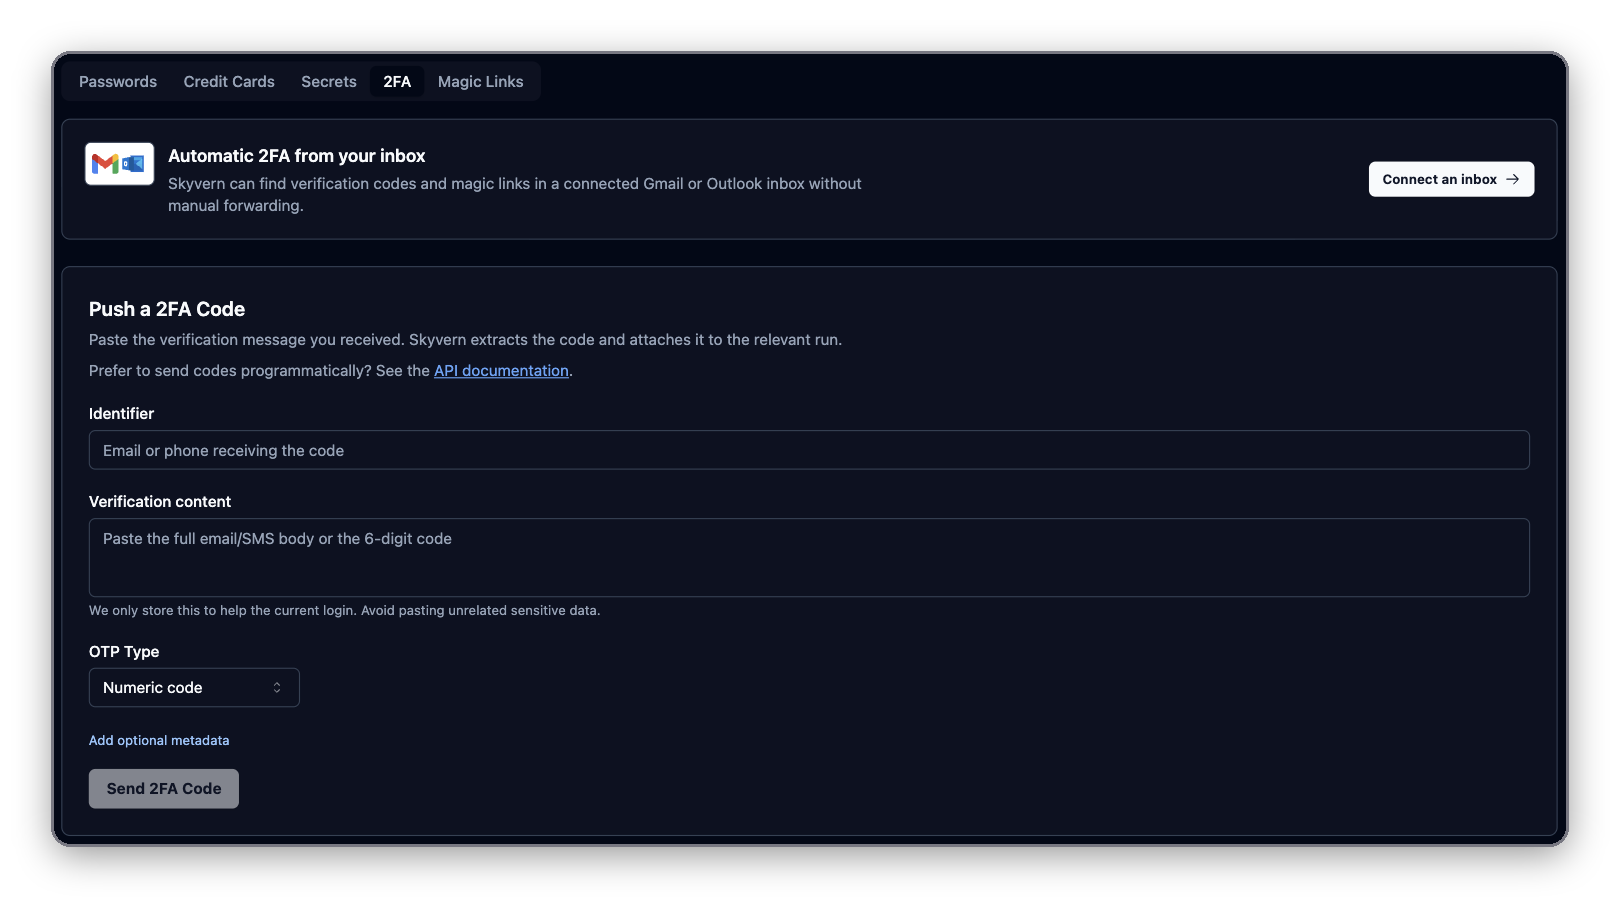 Passwords
Credit Cards
Secrets
2FA
Magic Links
Automatic 2FA from your inbox
Skyvern can find verification codes and magic links in a connected Gmail or Outlook inbox without
manual forwarding.
Connect an inbox →
Push a 2FA Code
Paste the verification message you received. Skyvern extracts the code and attaches it to the relevant run.
Prefer to send codes programmatically? See the API documentation.
Identifier
Email or phone receiving the code
Verification content
Paste the full email/SMS body or the 6-digit code
We only store this to help the current login. Avoid pasting unrelated sensitive data.
OTP Type
Numeric code
Add optional metadata
Send 2FA Code